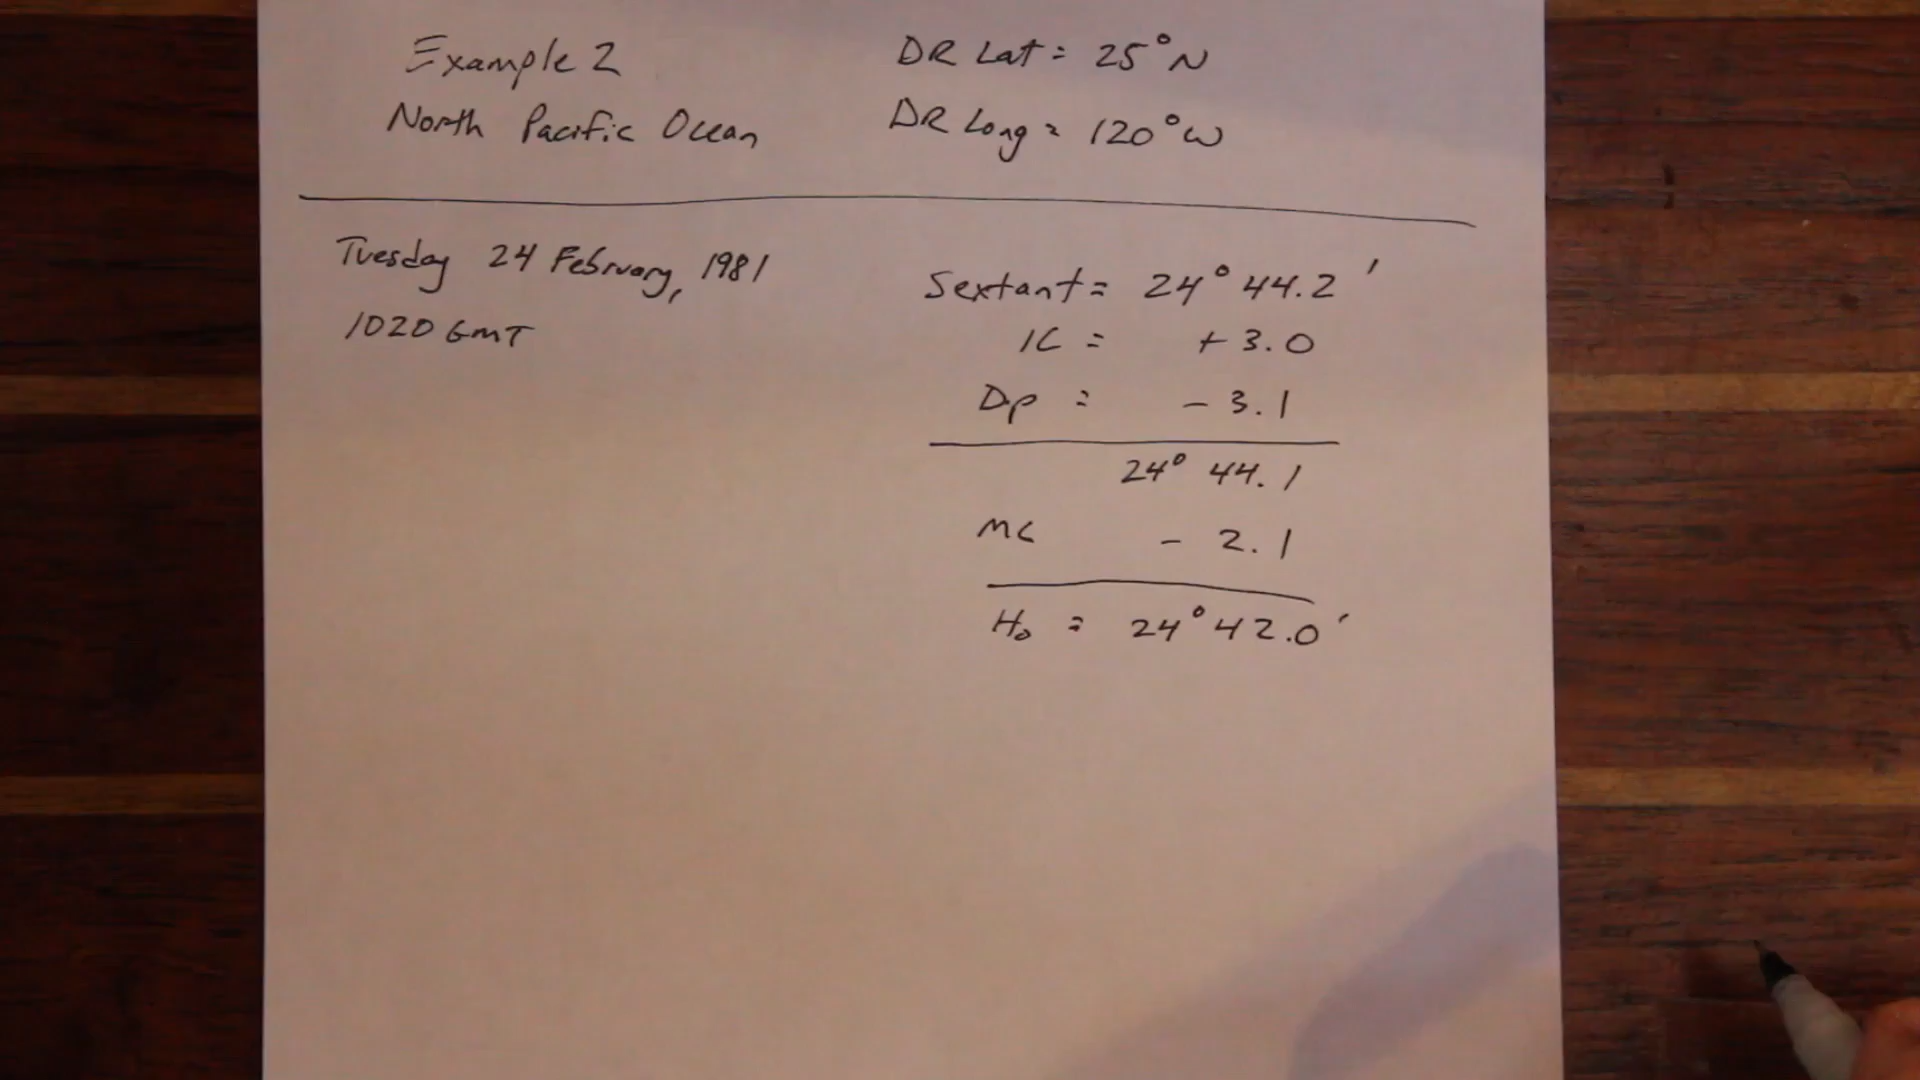 Example 2
North Pacific Ocean
DR Lat = 25° N
DR Long = 120° W
Tuesday 24 February, 1981
1020 GMT
Sextant = 24° 44.2'
IC = + 3.0
Dip = - 3.1
24° 44.1
MC - 2.1
Ho = 24° 42.0'